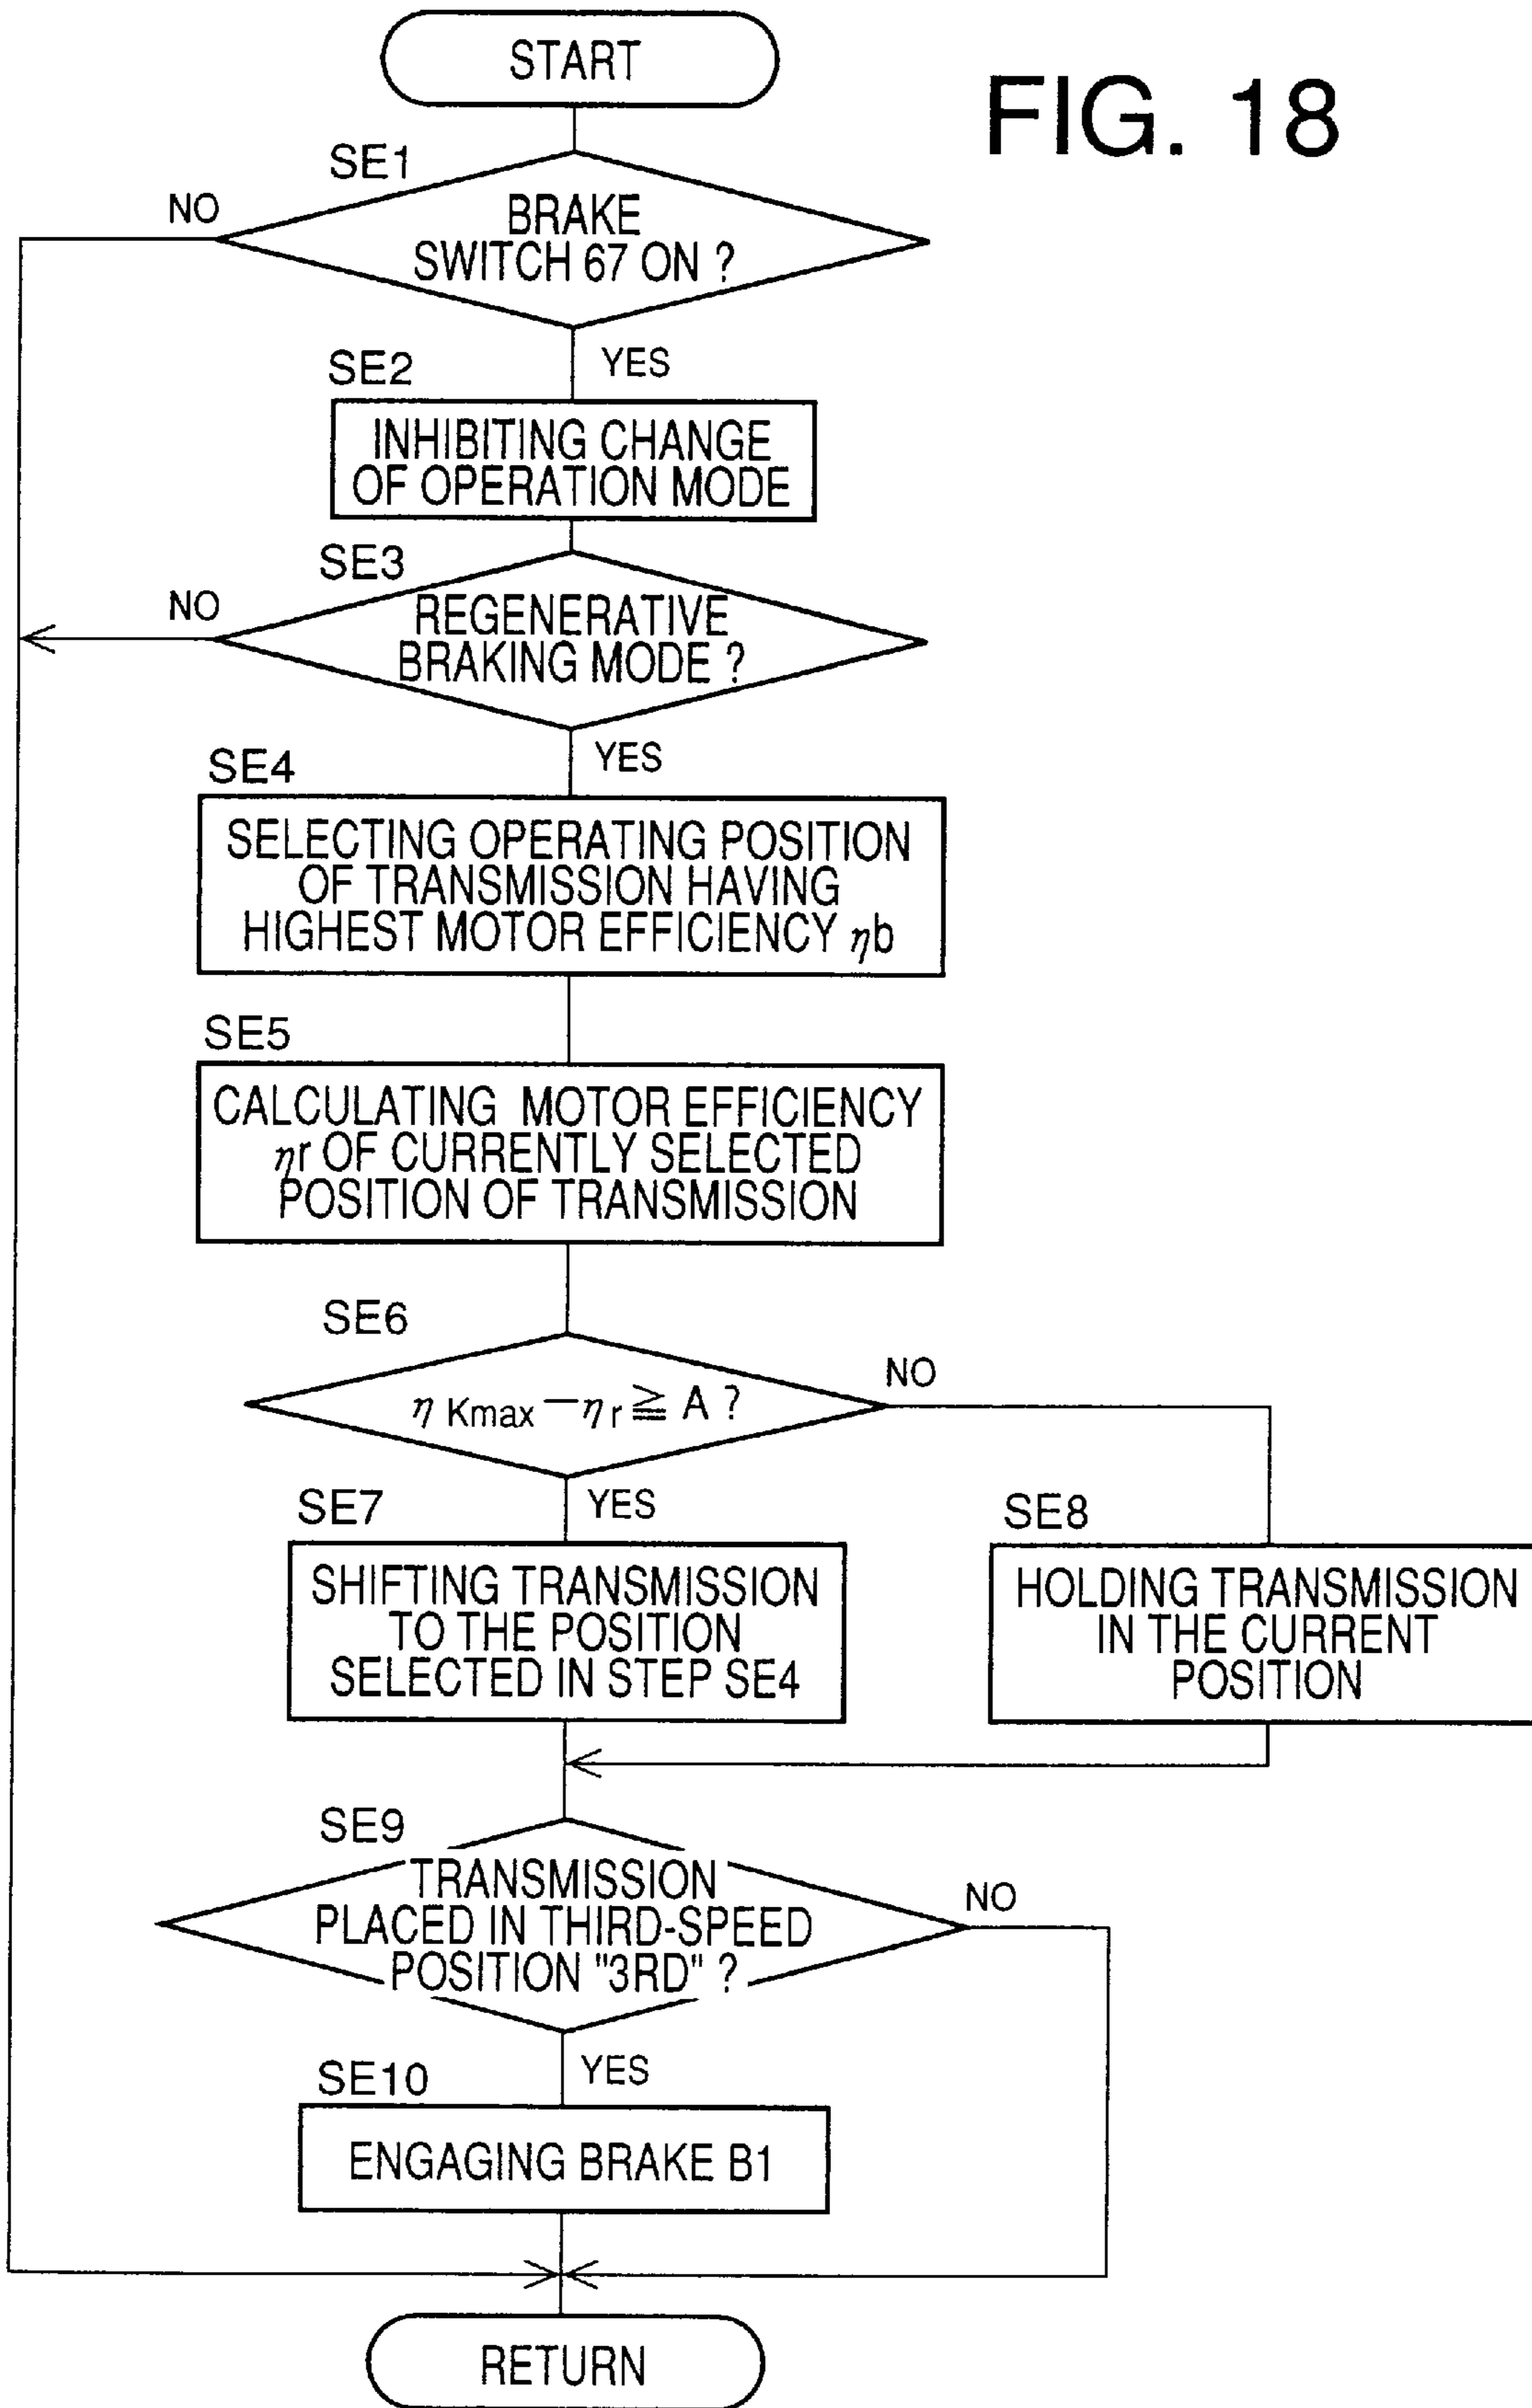 START
FIG. 18
SE1
NO
BRAKE
SWITCH 67 ON ?
YES
SE2
INHIBITING CHANGE
OF OPERATION MODE
SE3
NO
REGENERATIVE
BRAKING MODE ?
YES
SE4
SELECTING OPERATING POSITION
OF TRANSMISSION HAVING
HIGHEST MOTOR EFFICIENCY ηb
SE5
CALCULATING MOTOR EFFICIENCY
ηr OF CURRENTLY SELECTED
POSITION OF TRANSMISSION
SE6
NO
η Kmax − η r ≧ A ?
YES
SE7
SHIFTING TRANSMISSION
TO THE POSITION
SELECTED IN STEP SE4
SE8
HOLDING TRANSMISSION
IN THE CURRENT
POSITION
SE9
NO
TRANSMISSION
PLACED IN THIRD-SPEED
POSITION "3RD" ?
YES
SE10
ENGAGING BRAKE B1
RETURN